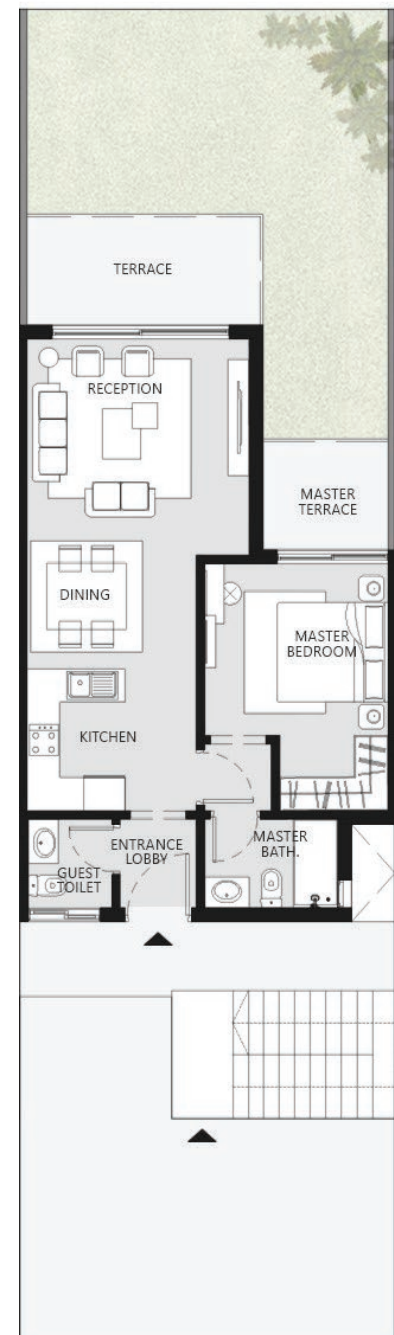 TERRACE
RECEPTION
MASTER
TERRACE
DINING
MASTER
BEDROOM
KITCHEN
ENTRANCE
LOBBY
MASTER
BATH.
GUEST
TOILET